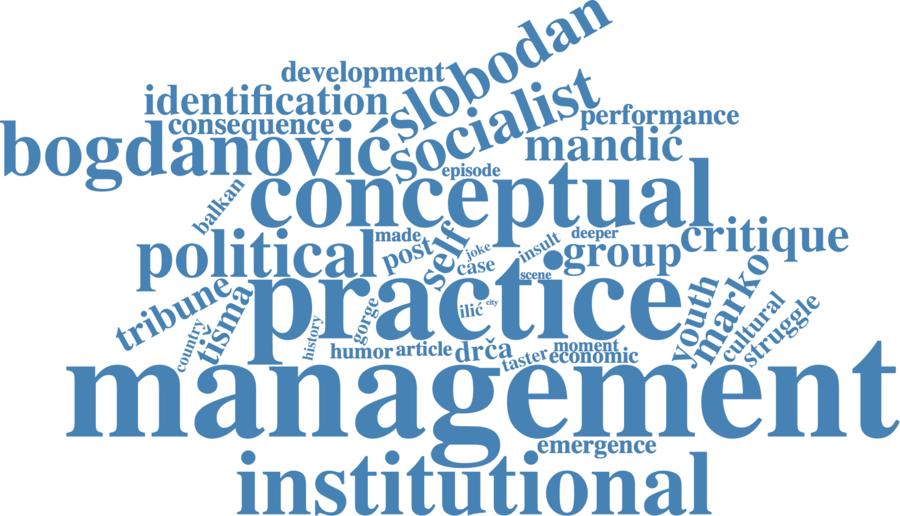 slobodan
development
socialist
identification
performance
consequence
bogdanović
mandić
episode
conceptual
balkan
made
self
deeper
critique
political
post
joke
insult
group
case
scene
marko
practice
youth
tribune
tišma
city
ilić
gorge
cultural
struggle
country
history
humor
article
drča
taster
moment
economic
management
emergence
institutional